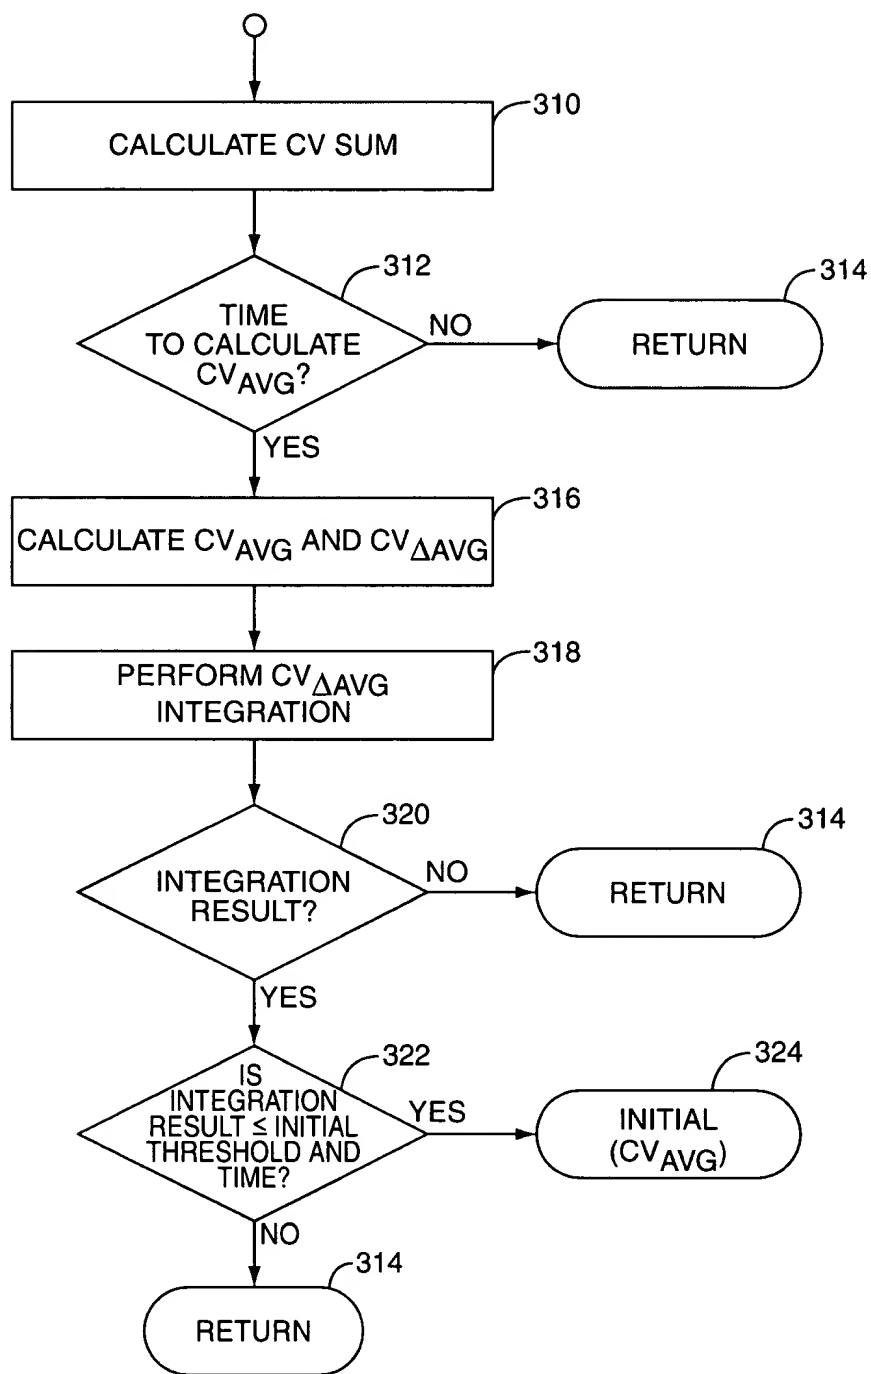 310
CALCULATE CV SUM
312
TIME
TO CALCULATE
CVAVG?
NO
314
RETURN
YES
316
CALCULATE CVAVG AND CVΔAVG
318
PERFORM CVΔAVG
INTEGRATION
320
INTEGRATION
RESULT?
NO
314
RETURN
YES
322
IS
INTEGRATION
RESULT ≤ INITIAL
THRESHOLD AND
TIME?
YES
324
INITIAL
(CVAVG)
NO
314
RETURN